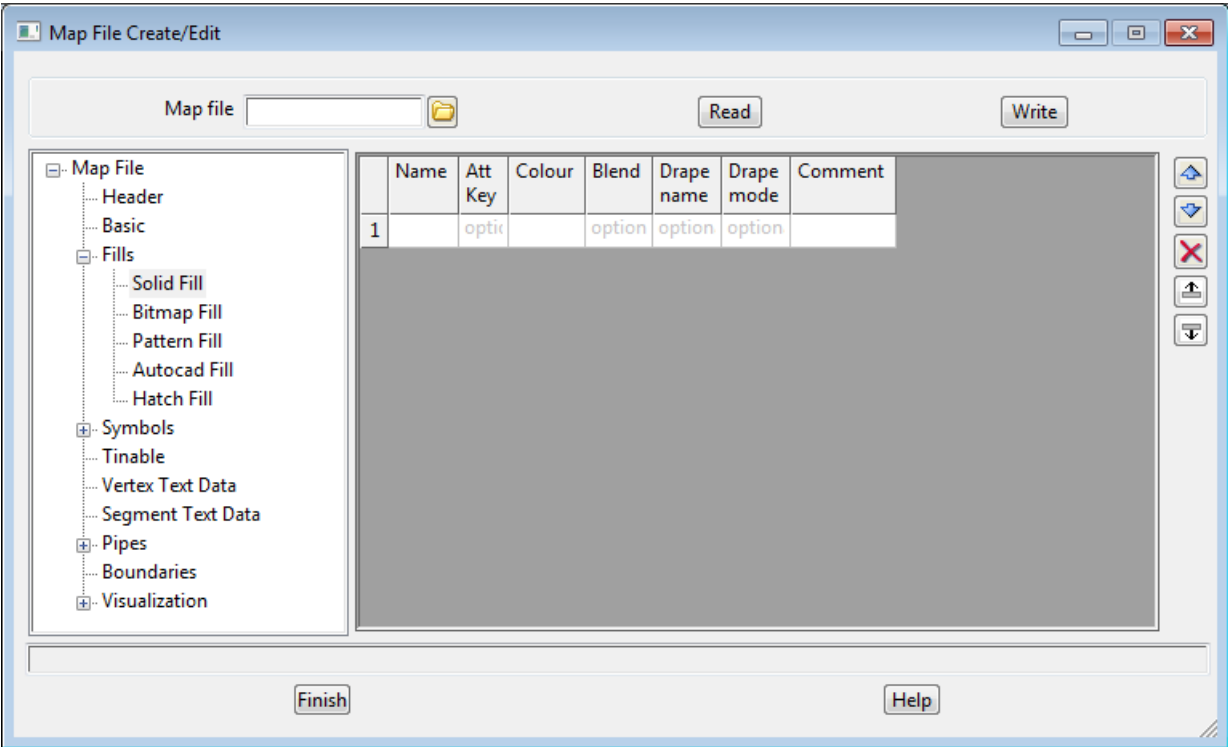 Map File Create/Edit
Map file
Read
Write
Map File
Header
Basic
Fills
Solid Fill
Bitmap Fill
Pattern Fill
Autocad Fill
Hatch Fill
Symbols
Tinable
Vertex Text Data
Segment Text Data
Pipes
Boundaries
Visualization
Name Att Key Colour Blend Drape name Drape mode Comment
1 optic option option option
Finish
Help